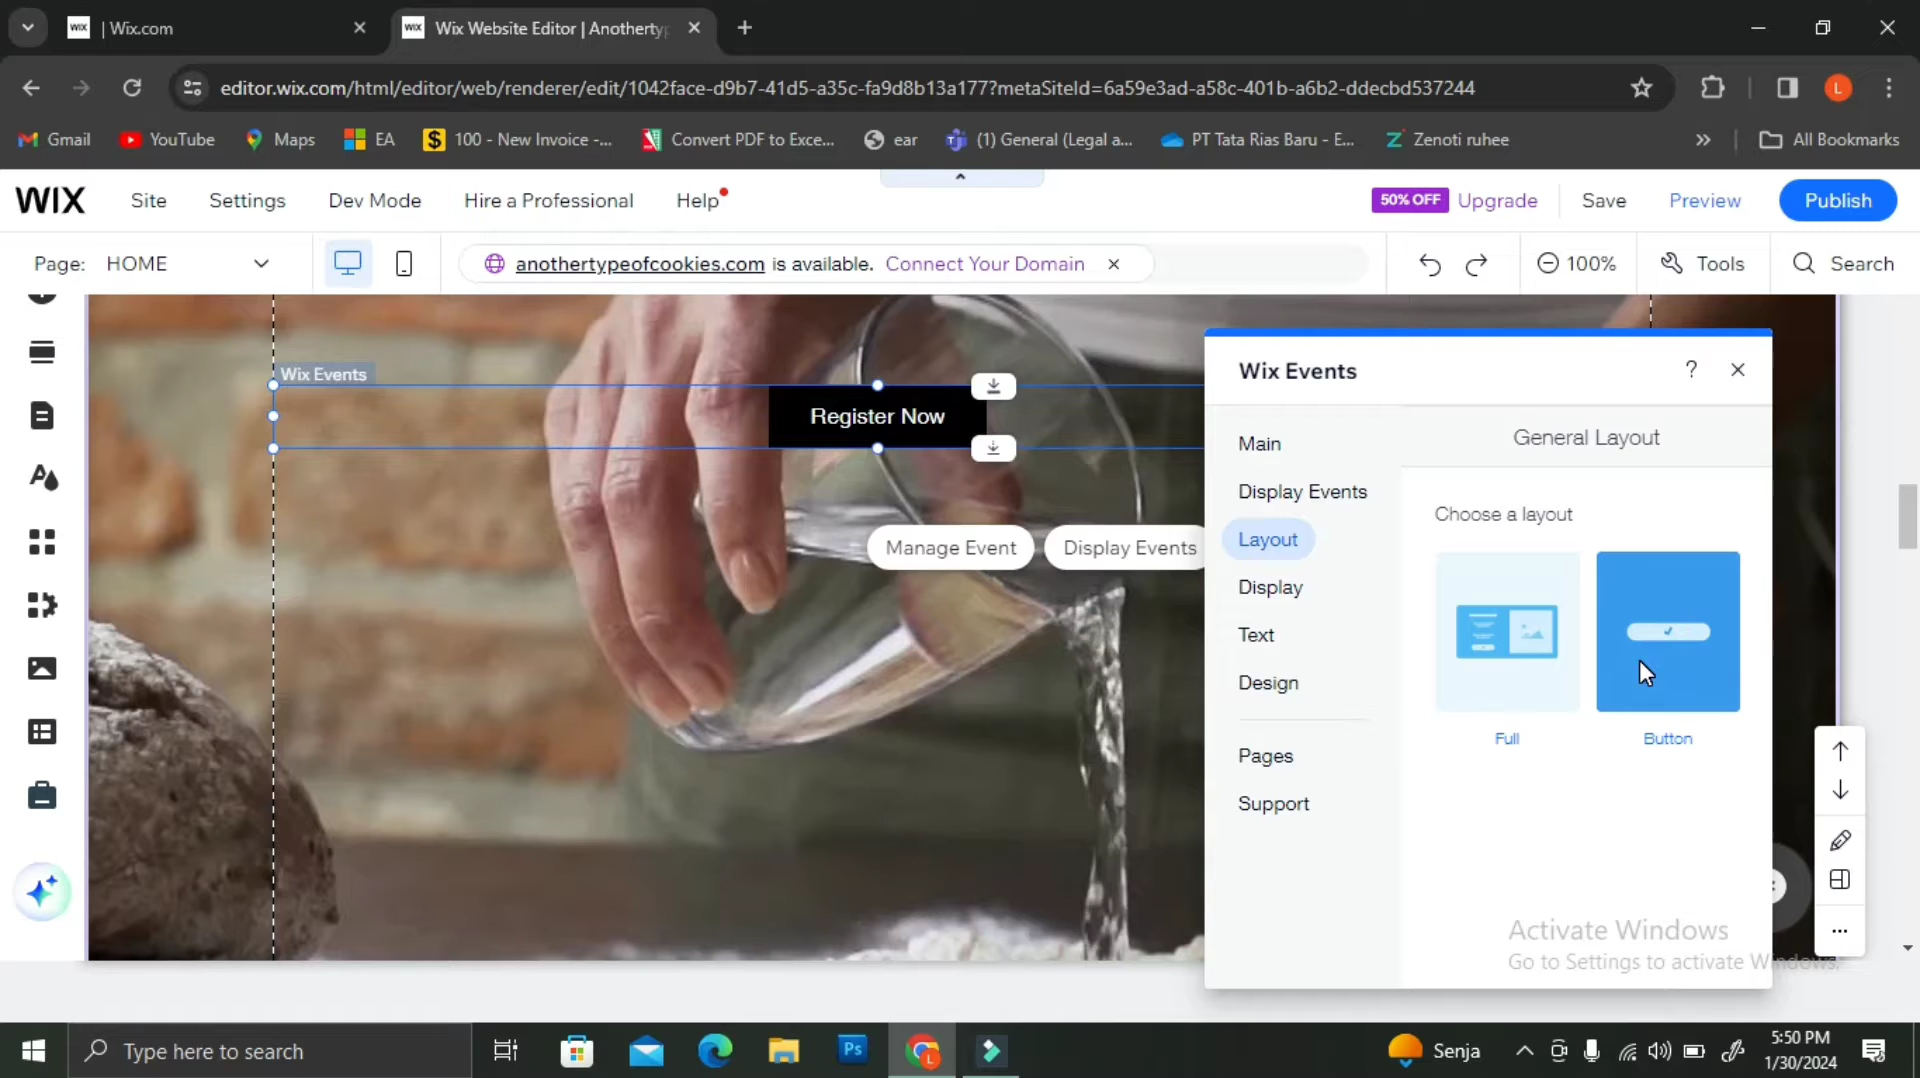 WIX | Wix.com
WIX Wix Website Editor | Anothertyp
editor.wix.com/html/editor/web/renderer/edit/1042face-d9b7-41d5-a35c-fa9d8b13a177?metaSiteId=6a59e3ad-a58c-401b-a6b2-ddecbd537244
L
Gmail YouTube Maps EA 100 - New Invoice -... Convert PDF to Exce... ear (1) General (Legal a... PT Tata Rias Baru - E... Zenoti ruhee » All Bookmarks
WIX Site Settings Dev Mode Hire a Professional Help 50% OFF Upgrade Save Preview Publish
Page: HOME anothertypeofcookies.com is available. Connect Your Domain 100% Tools Search
Wix Events
Register Now
Manage Event Display Events
Wix Events ?
Main
Display Events
Layout
Display
Text
Design
Pages
Support
General Layout
Choose a layout
Full Button
Activate Windows
Go to Settings to activate Windows.
Type here to search Ps L Senja 5:50 PM
1/30/2024